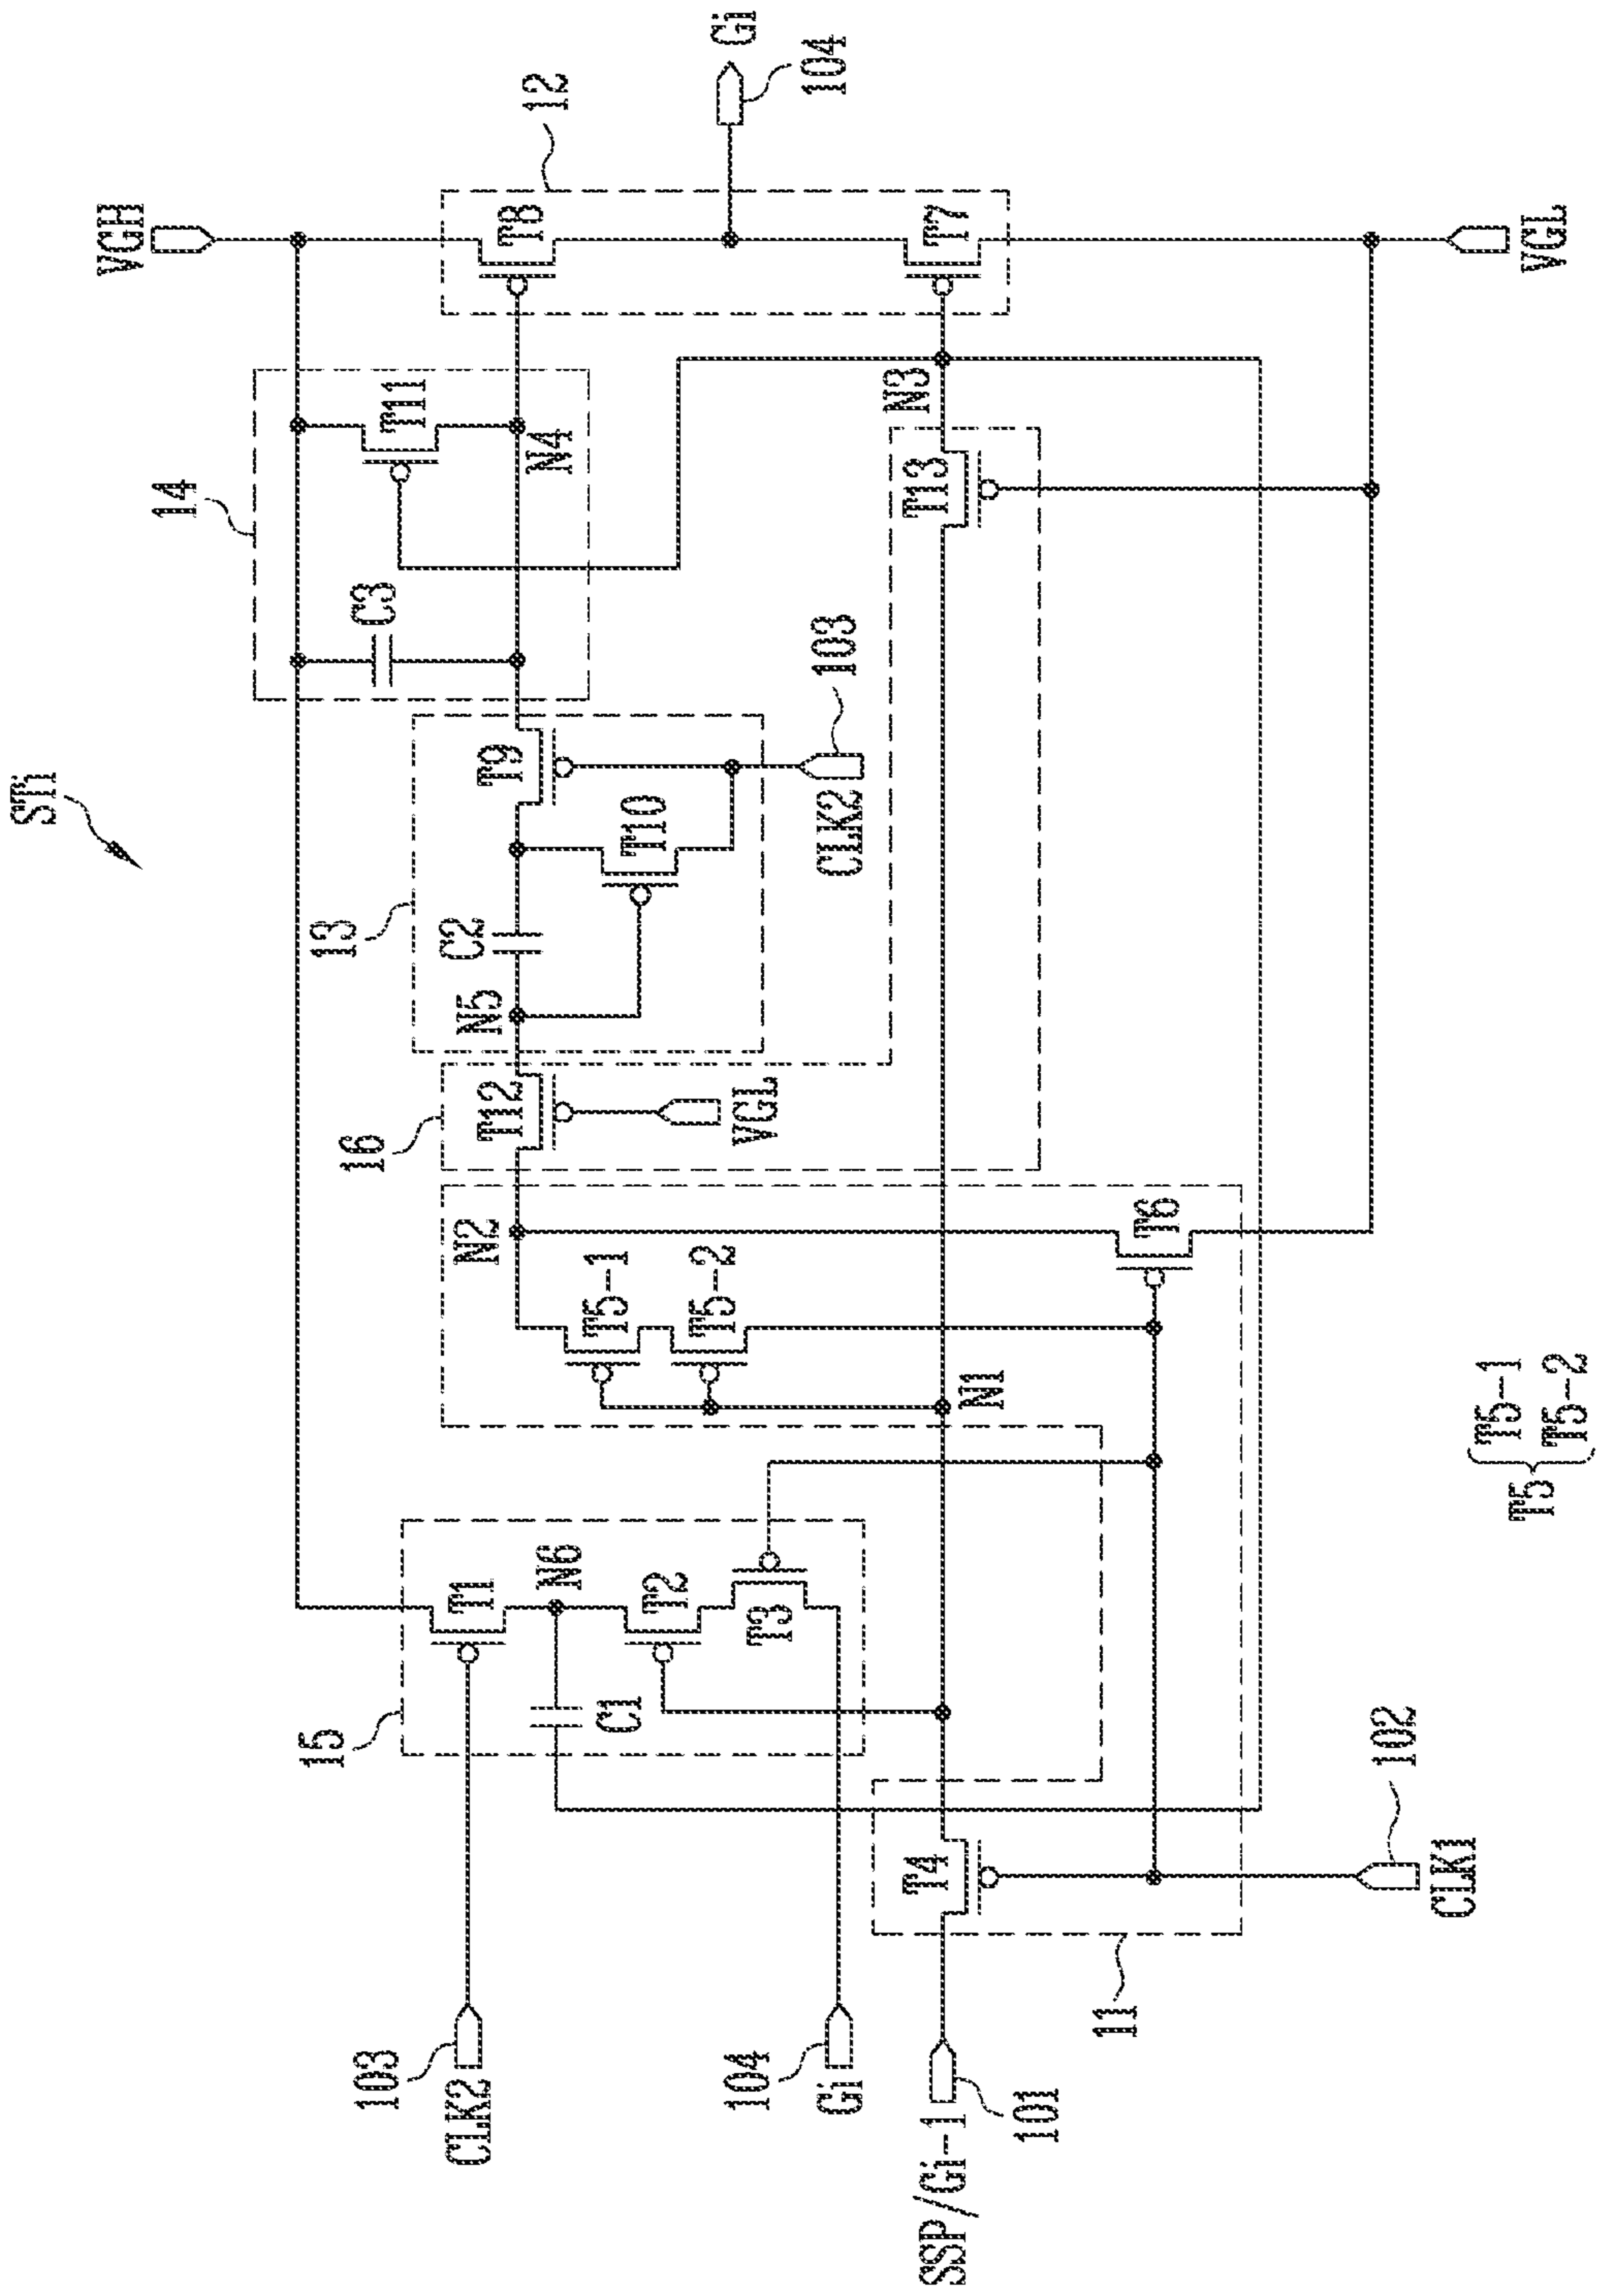 STi
VGH
Gi
104
12
T8
T7
VGL
14
T11
C3
N4
N3
T13
13
T9
T10
C2
N5
CLK2
103
16
T12
VGL
N2
T5-1
T5-2
T6
N1
15
T1
N6
T2
T3
C1
T4
11
102
CLK1
103
CLK2
104
Gi
101
SSP/Gi-1
T5
T5-1
T5-2